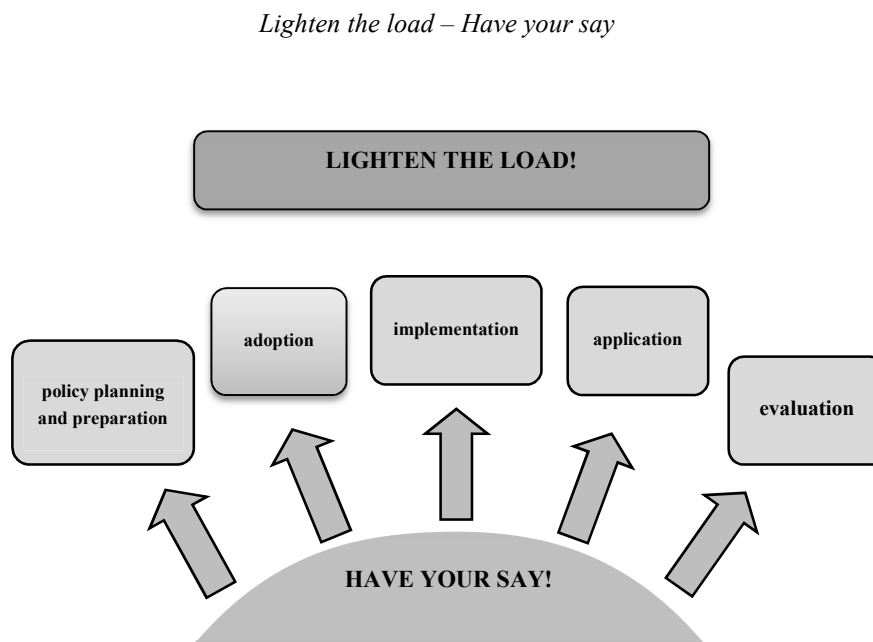 Lighten the load – Have your say
LIGHTEN THE LOAD!
policy planning
and preparation
adoption
implementation
application
evaluation
HAVE YOUR SAY!